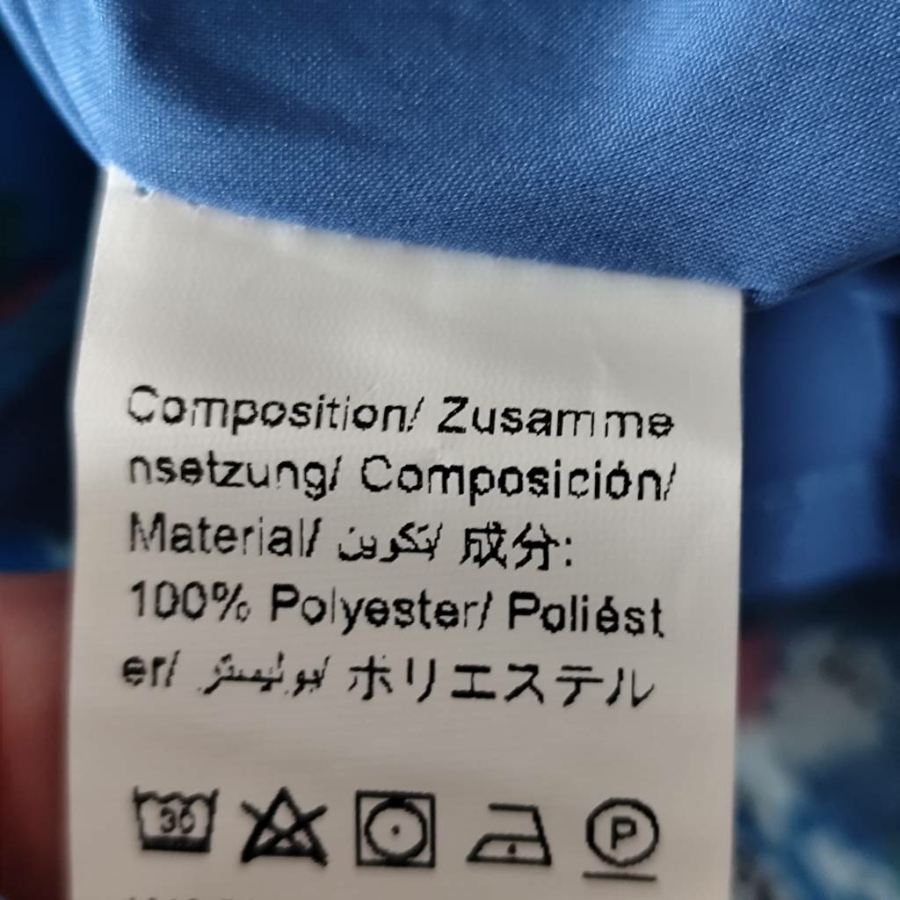 Composition/ Zusamme
nsetzung/ Composición/
Material/ تكوين/ 成分:
100% Polyester/ Poliést
er/ بوليستر/ ポリエステル
30
P